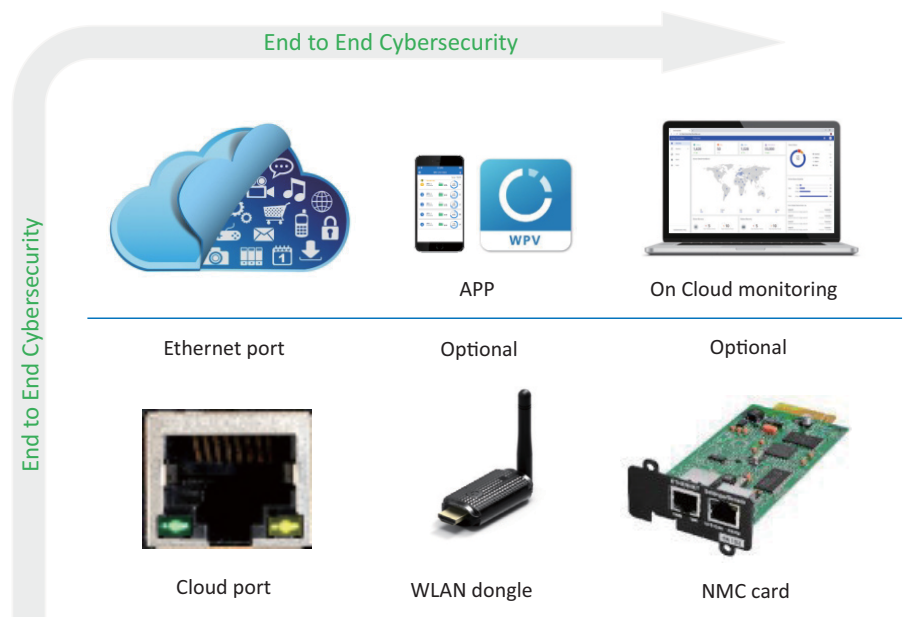 End to End Cybersecurity
End to End Cybersecurity
WPV
APP
On Cloud monitoring
Ethernet port
Optional
Optional
Cloud port
WLAN dongle
NMC card